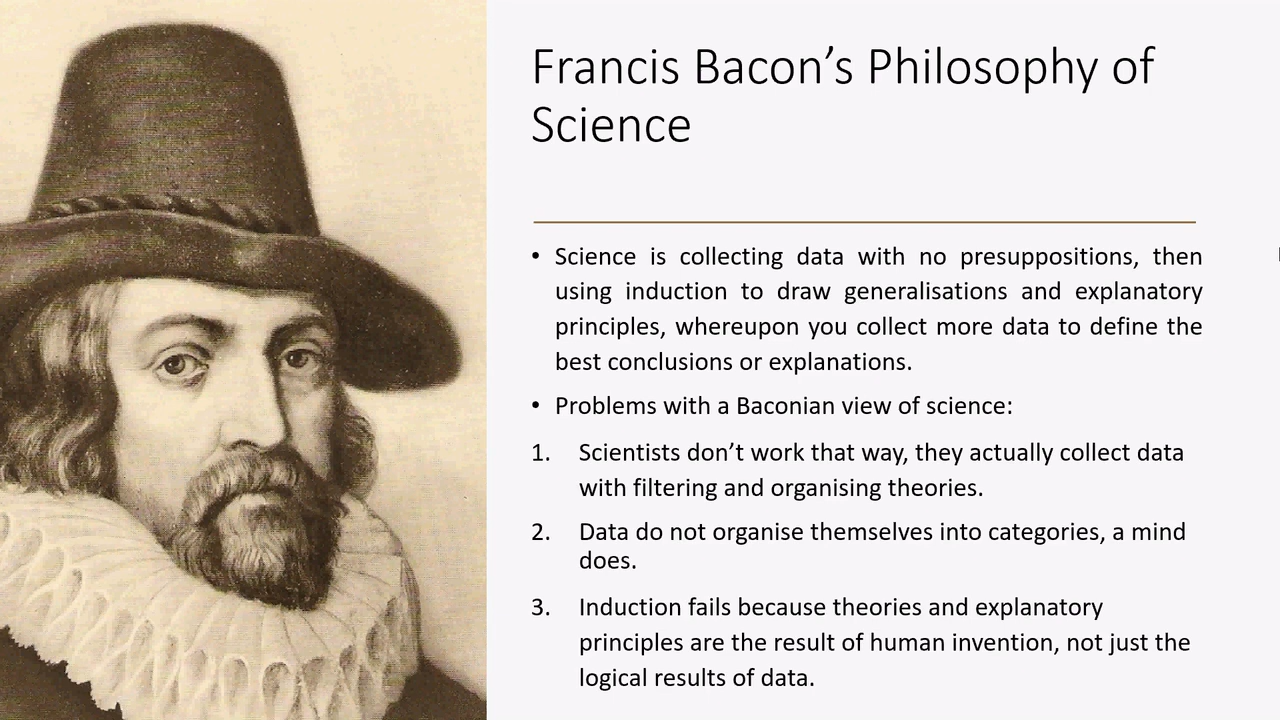 Francis Bacon’s Philosophy of
Science
• Science is collecting data with no presuppositions, then
using induction to draw generalisations and explanatory
principles, whereupon you collect more data to define the
best conclusions or explanations.
• Problems with a Baconian view of science:
1. Scientists don’t work that way, they actually collect data
with filtering and organising theories.
2. Data do not organise themselves into categories, a mind
does.
3. Induction fails because theories and explanatory
principles are the result of human invention, not just the
logical results of data.